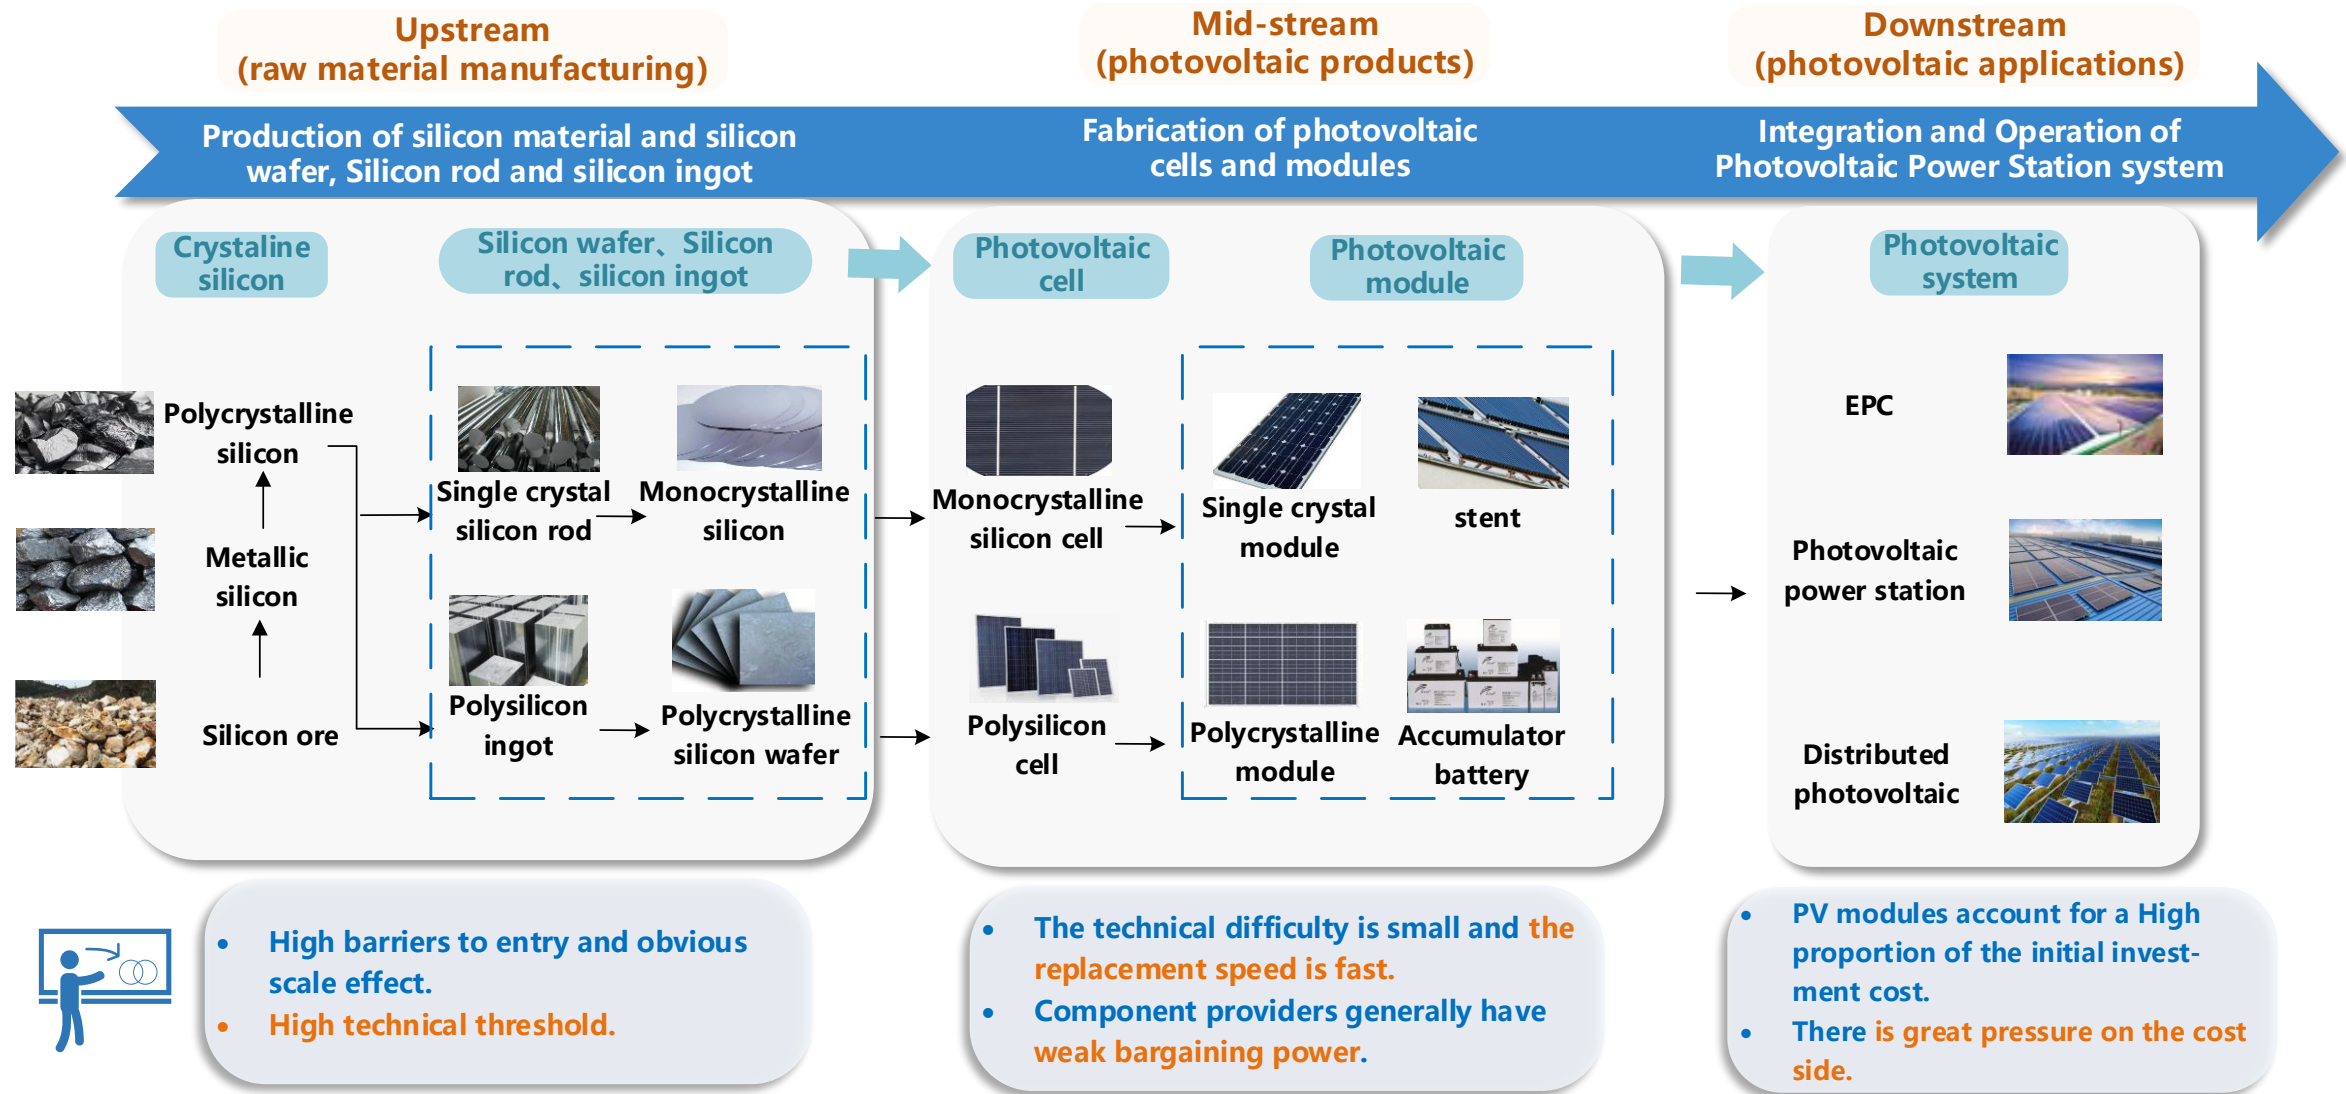 Upstream
(raw material manufacturing)
Mid-stream
(photovoltaic products)
Downstream
(photovoltaic applications)
Production of silicon material and silicon
wafer, Silicon rod and silicon ingot
Fabrication of photovoltaic
cells and modules
Integration and Operation of
Photovoltaic Power Station system
Crystaline
silicon
Silicon wafer、Silicon
rod、silicon ingot
Photovoltaic
cell
Photovoltaic
module
Photovoltaic
system
Polycrystalline
silicon
Metallic
silicon
Silicon ore
Single crystal
silicon rod
Monocrystalline
silicon
Polysilicon
ingot
Polycrystalline
silicon wafer
Monocrystalline
silicon cell
Polysilicon
cell
Single crystal
module
stent
Polycrystalline
module
Accumulator
battery
EPC
Photovoltaic
power station
Distributed
photovoltaic
• High barriers to entry and obvious
scale effect.
• High technical threshold.
• The technical difficulty is small and the
replacement speed is fast.
• Component providers generally have
weak bargaining power.
• PV modules account for a High
proportion of the initial invest-
ment cost.
• There is great pressure on the cost
side.